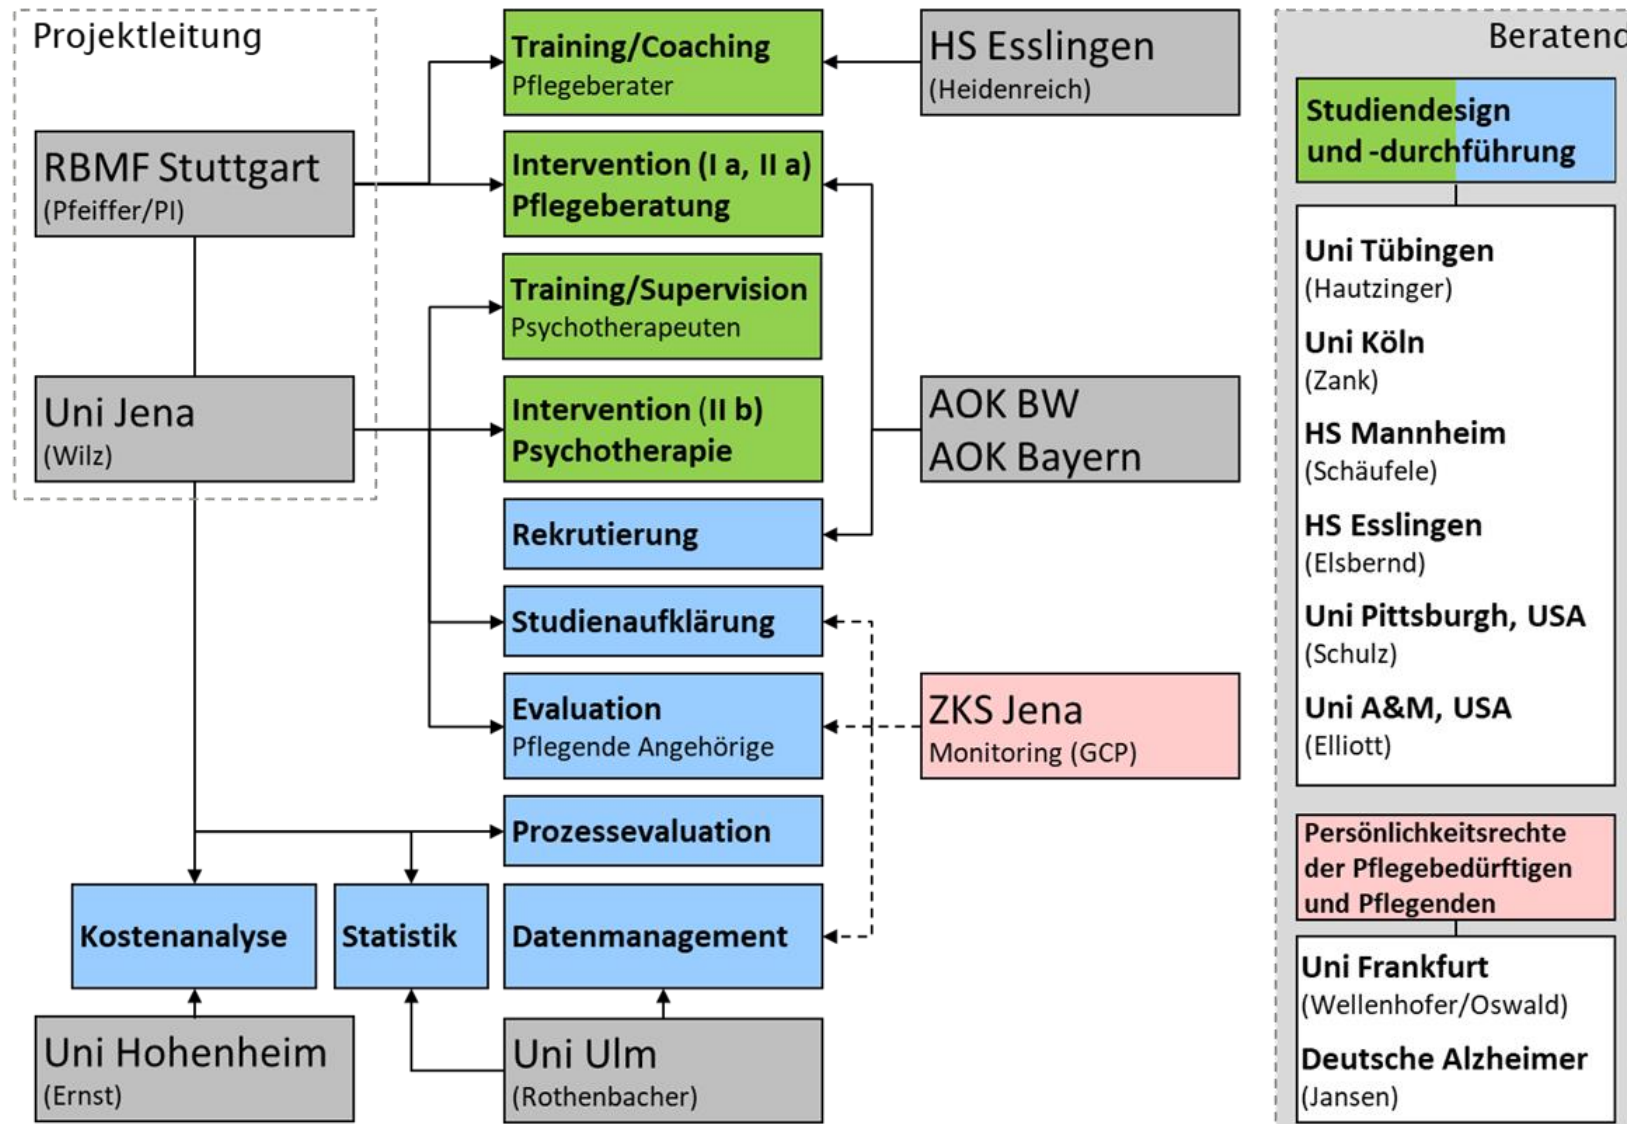 Projektleitung
RBMF Stuttgart
(Pfeiffer/PI)
Uni Jena
(Wilz)
Training/Coaching
Pflegeberater
Intervention (I a, II a)
Pflegeberatung
Training/Supervision
Psychotherapeuten
Intervention (II b)
Psychotherapie
Rekrutierung
Studienaufklärung
Evaluation
Pflegende Angehörige
Prozessevaluation
Kostenanalyse
Statistik
Datenmanagement
Uni Hohenheim
(Ernst)
Uni Ulm
(Rothenbacher)
HS Esslingen
(Heidenreich)
AOK BW
AOK Bayern
ZKS Jena
Monitoring (GCP)
Beratend
Studiendesign
und -durchführung
Uni Tübingen
(Hautzinger)
Uni Köln
(Zank)
HS Mannheim
(Schäufele)
HS Esslingen
(Elsbernd)
Uni Pittsburgh, USA
(Schulz)
Uni A&M, USA
(Elliott)
Persönlichkeitsrechte
der Pflegebedürftigen
und Pflegenden
Uni Frankfurt
(Wellenhofer/Oswald)
Deutsche Alzheimer
(Jansen)